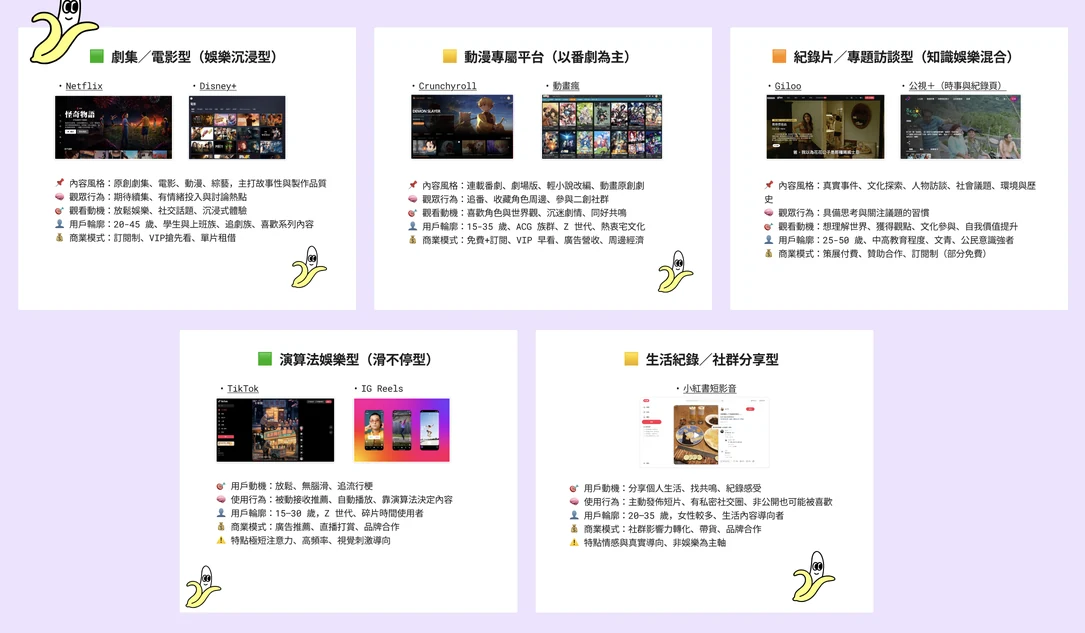 🟩 劇集／電影型（娛樂沉浸型）
・Netflix
・Disney+
怪奇物語
📌 內容風格：原創劇集、電影、動漫、綜藝，主打故事性與製作品質
🧠 觀眾行為：期待續集、有情緒投入與討論熱點
🎯 觀看動機：放鬆娛樂、社交話題、沉浸式體驗
👤 用戶輪廓：20-45 歲、學生與上班族、追劇族、喜歡系列內容
💰 商業模式：訂閱制、VIP搶先看、單片租借
🟨 動漫專屬平台（以番劇為主）
・Crunchyroll
・動畫瘋
DEMON SLAYER
📌 內容風格：連載番劇、劇場版、輕小說改編、動畫原創劇
🧠 觀眾行為：追番、收藏角色周邊、參與二創社群
🎯 觀看動機：喜歡角色與世界觀、沉迷劇情、同好共鳴
👤 用戶輪廓：15-35 歲、ACG 族群、Z 世代、熱衷宅文化
💰 商業模式：免費+訂閱、VIP 早看、廣告營收、周邊經濟
🟧 紀錄片／專題訪談型（知識娛樂混合）
・Giloo
・公視＋（時事與紀錄頁）
📌 內容風格：真實事件、文化探索、人物訪談、社會議題、環境與歷
史
🧠 觀眾行為：具備思考與關注議題的習慣
🎯 觀看動機：想理解世界、獲得觀點、文化參與、自我價值提升
👤 用戶輪廓：25-50 歲、中高教育程度、文青、公民意識強者
💰 商業模式：策展付費、贊助合作、訂閱制（部分免費）
🟩 演算法娛樂型（滑不停型）
・TikTok
・IG Reels
🎯 用戶動機：放鬆、無腦滑、追流行梗
🧠 使用行為：被動接收推薦、自動播放、靠演算法決定內容
👤 用戶輪廓：15–30 歲，Z 世代、碎片時間使用者
💰 商業模式：廣告推薦、直播打賞、品牌合作
⚠️ 特點極短注意力、高頻率、視覺刺激導向
🟨 生活紀錄／社群分享型
・小紅書短影音
🎯 用戶動機：分享個人生活、找共鳴、紀錄感受
🧠 使用行為：主動發佈短片、有私密社交圈、非公開也可能被喜歡
👤 用戶輪廓：20–35 歲，女性較多、生活內容導向者
💰 商業模式：社群影響力轉化、帶貨、品牌合作
⚠️ 特點情感與真實導向、非娛樂為主軸